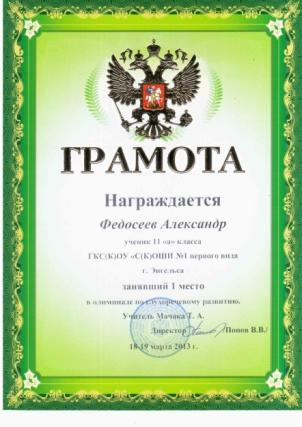 ГРАМОТА
Награждается
Федосеев Александр
ученик 11 «а» класса
ГКС(К)ОУ «С(К)ОШИ №1 первого вида
г. Энгельса
занявший 1 место
в олимпиаде по слухоречевому развитию.
Учитель Мачака Т. А.
Директор /Попов В.В./
18-19 марта 2013 г.